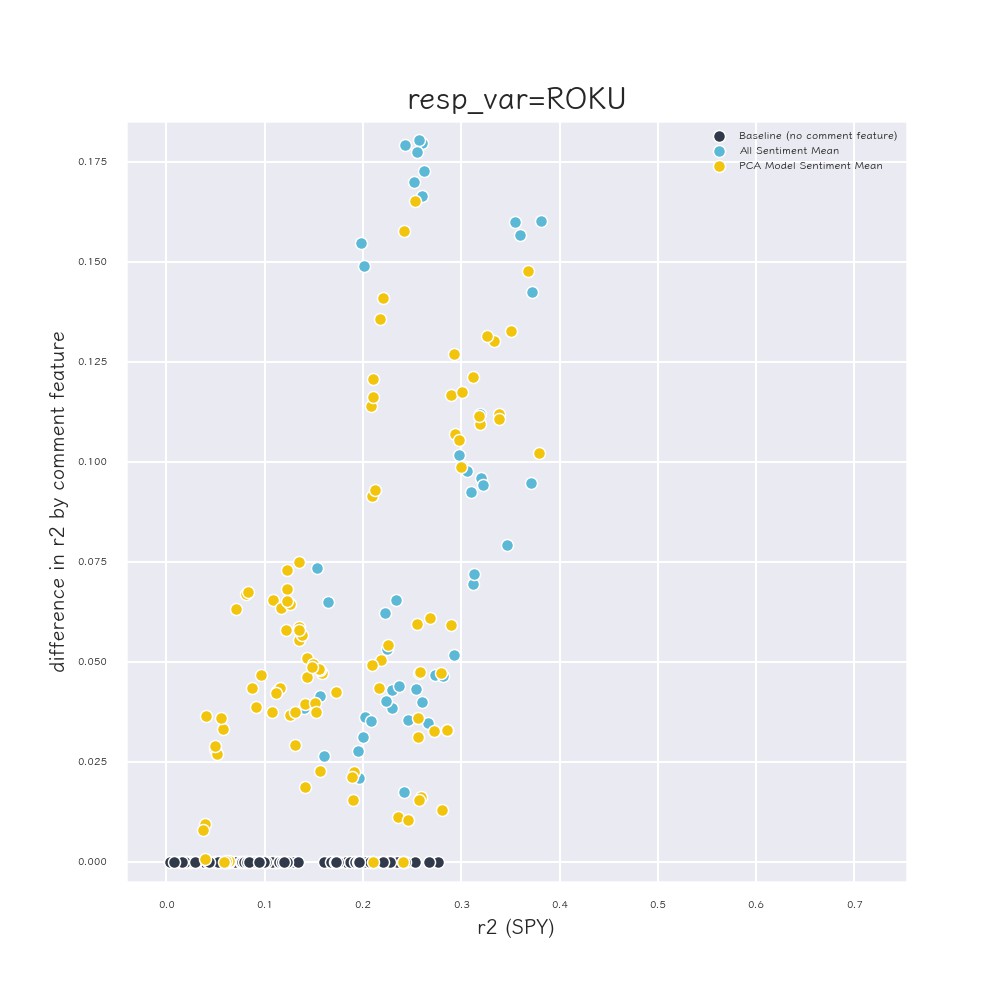 resp_var=ROKU
Baseline (no comment feature)
All Sentiment Mean
PCA Model Sentiment Mean
difference in r2 by comment feature
0.175
0.150
0.125
0.100
0.075
0.050
0.025
0.000
0.0 0.1 0.2 0.3 0.4 0.5 0.6 0.7
r2 (SPY)